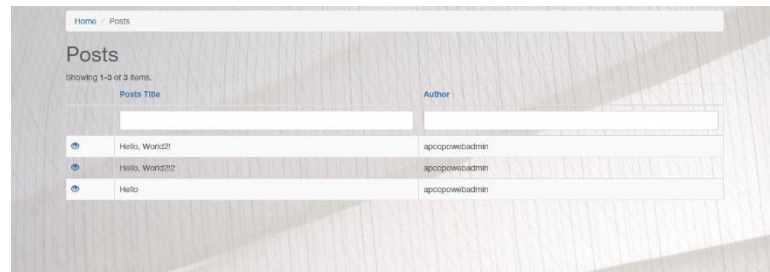 Home / Posts
Posts
Showing 1-3 of 3 items.
Posts Title Author
Hello, World2! apcopowebadmin
Hello, World2!2 apcopowebadmin
Hello apcopowebadmin